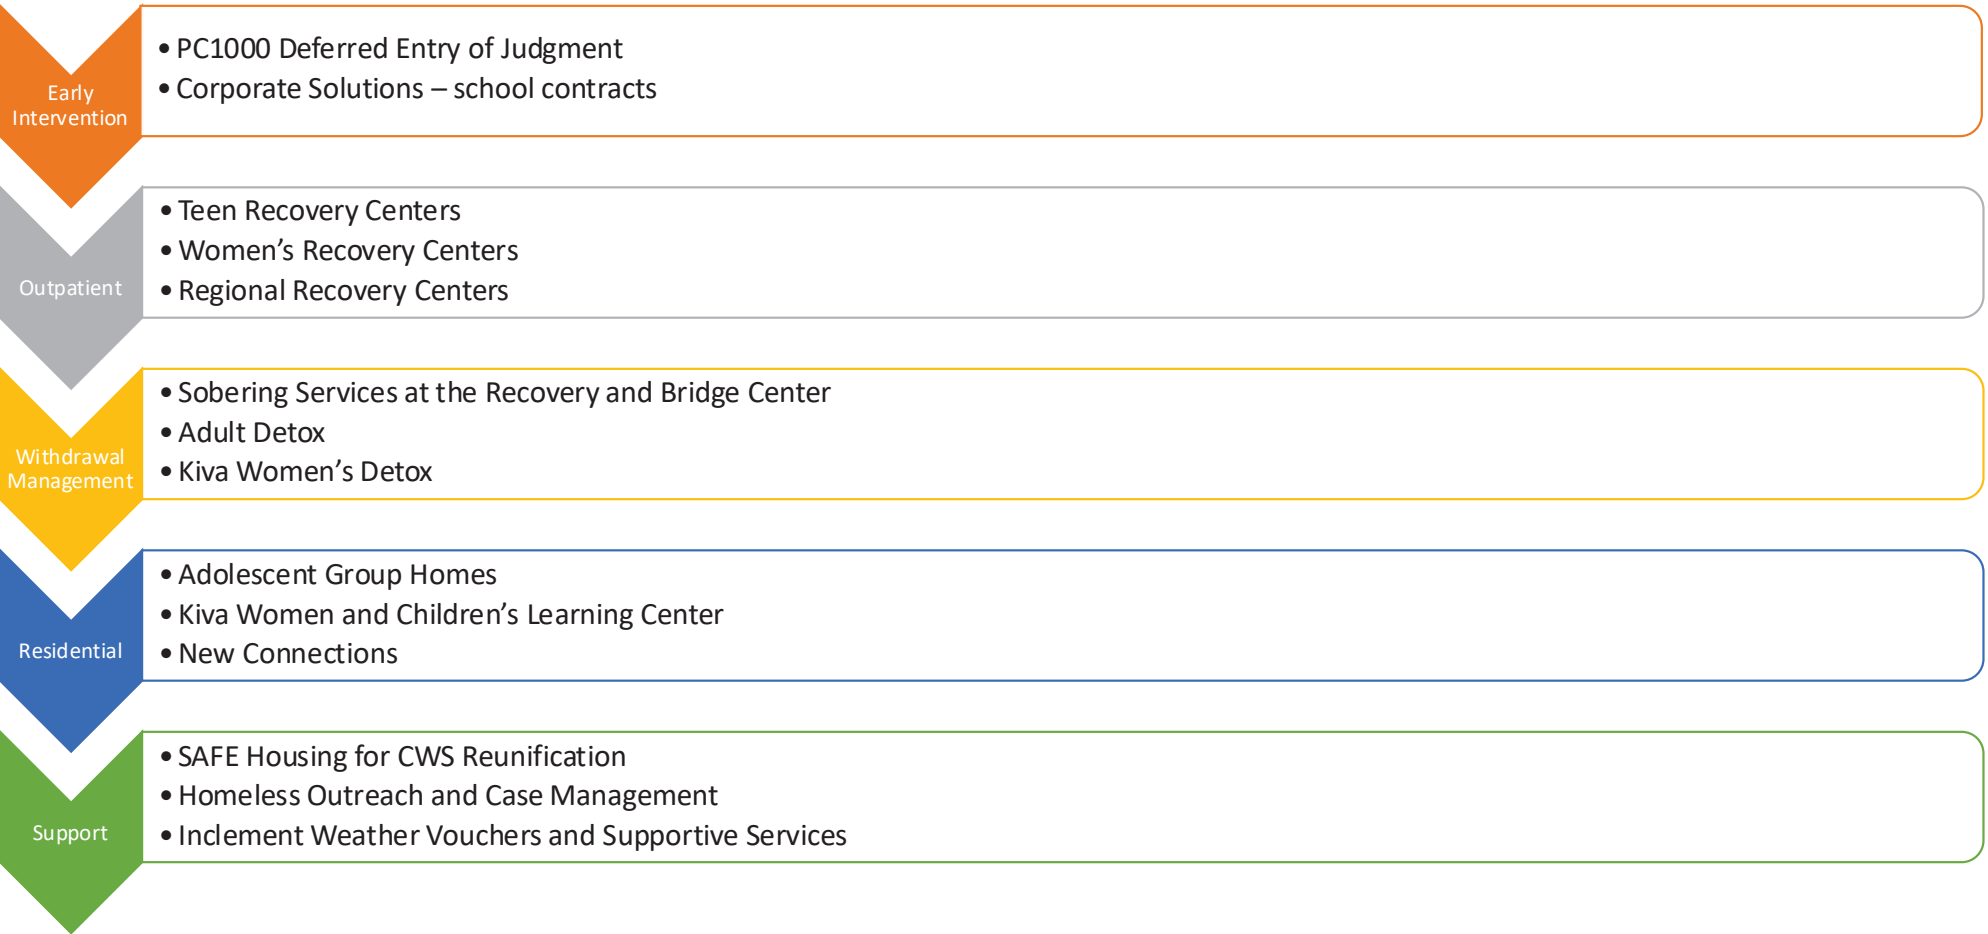 Early
Intervention
• PC1000 Deferred Entry of Judgment
• Corporate Solutions – school contracts
Outpatient
• Teen Recovery Centers
• Women’s Recovery Centers
• Regional Recovery Centers
Withdrawal
Management
• Sobering Services at the Recovery and Bridge Center
• Adult Detox
• Kiva Women’s Detox
Residential
• Adolescent Group Homes
• Kiva Women and Children’s Learning Center
• New Connections
Support
• SAFE Housing for CWS Reunification
• Homeless Outreach and Case Management
• Inclement Weather Vouchers and Supportive Services